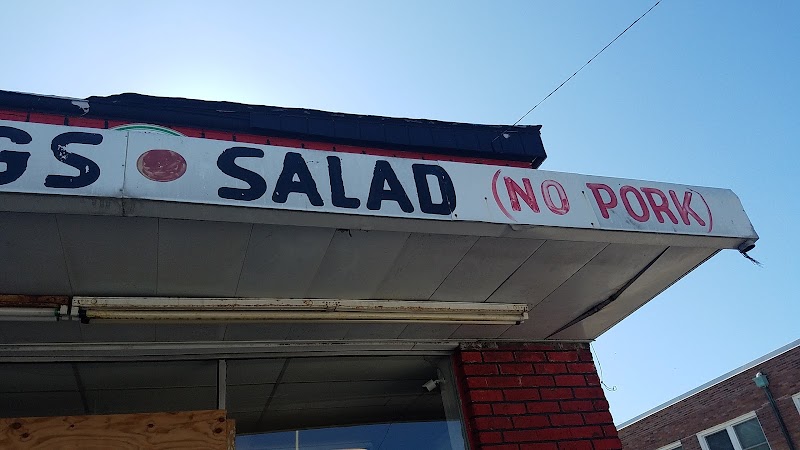 GS SALAD (NO PORK)